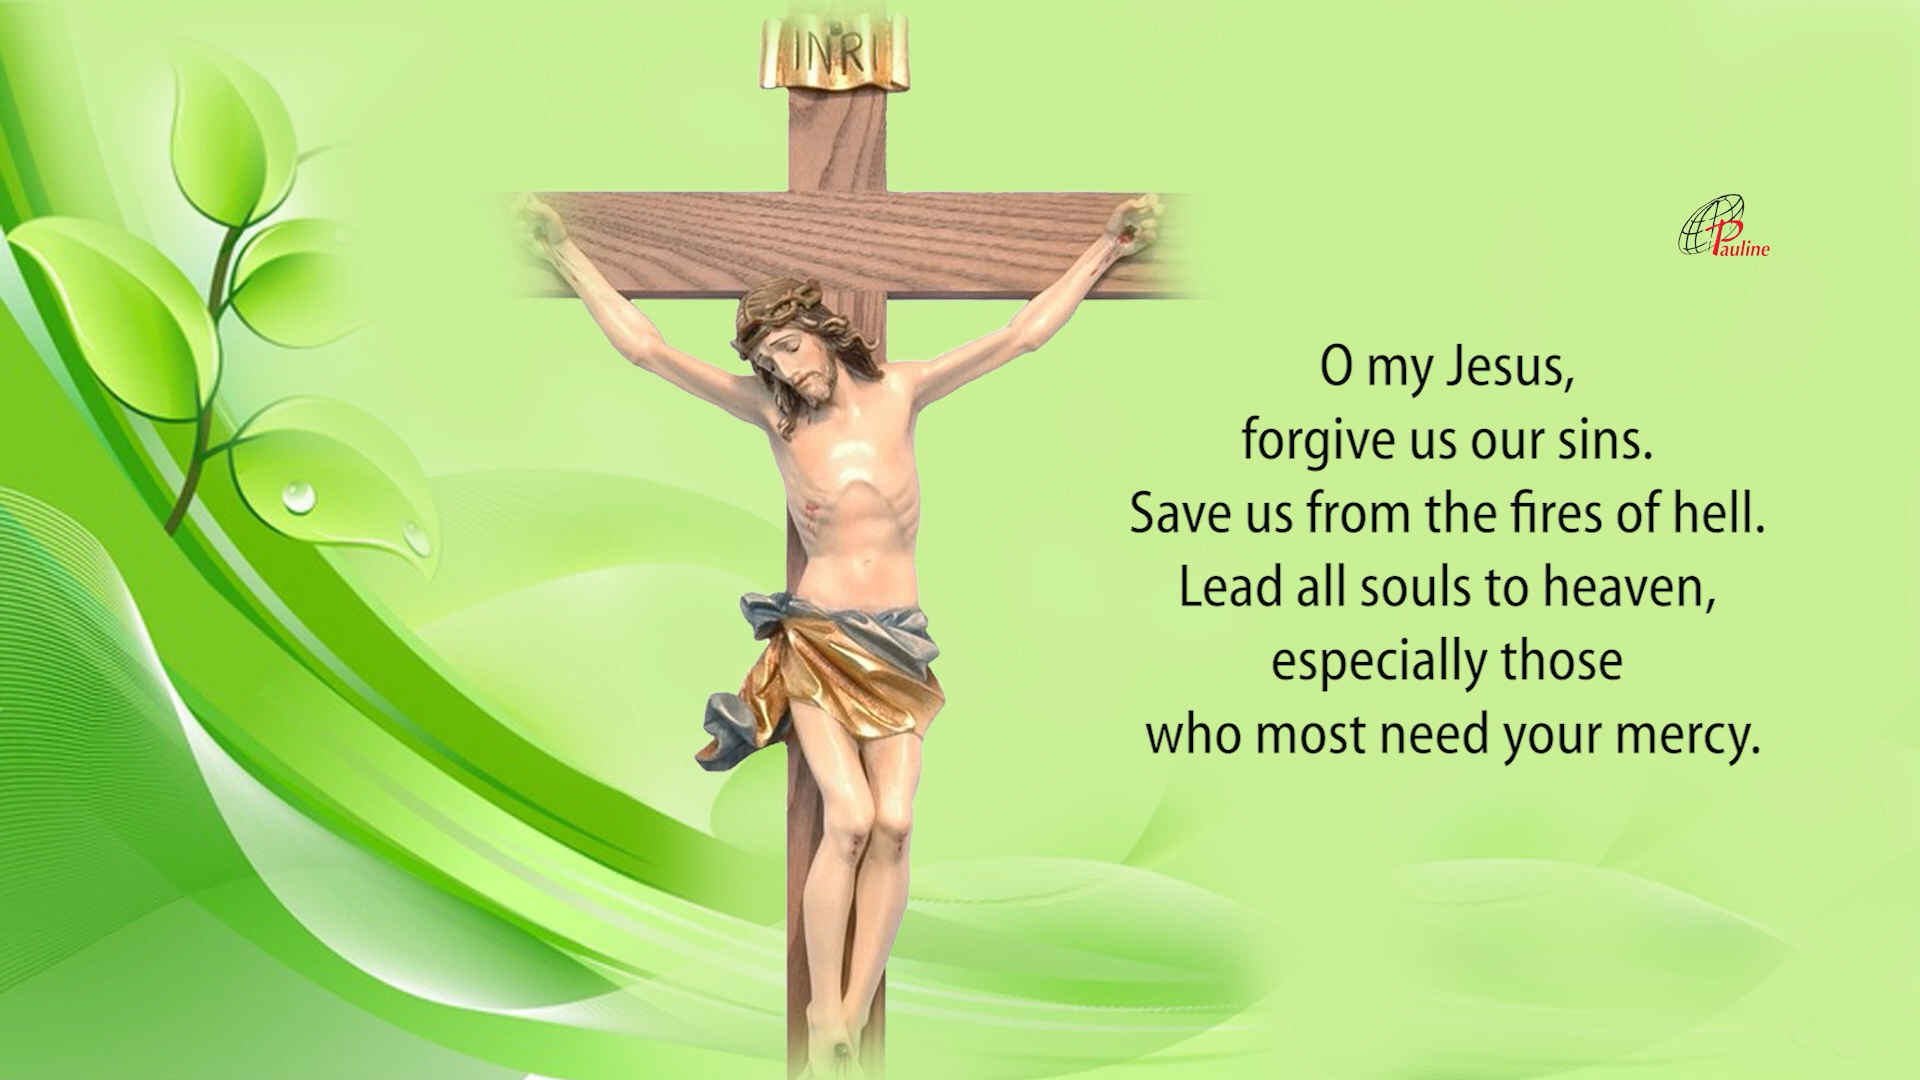 INRI
Pauline
O my Jesus,
forgive us our sins.
Save us from the fires of hell.
Lead all souls to heaven,
especially those
who most need your mercy.